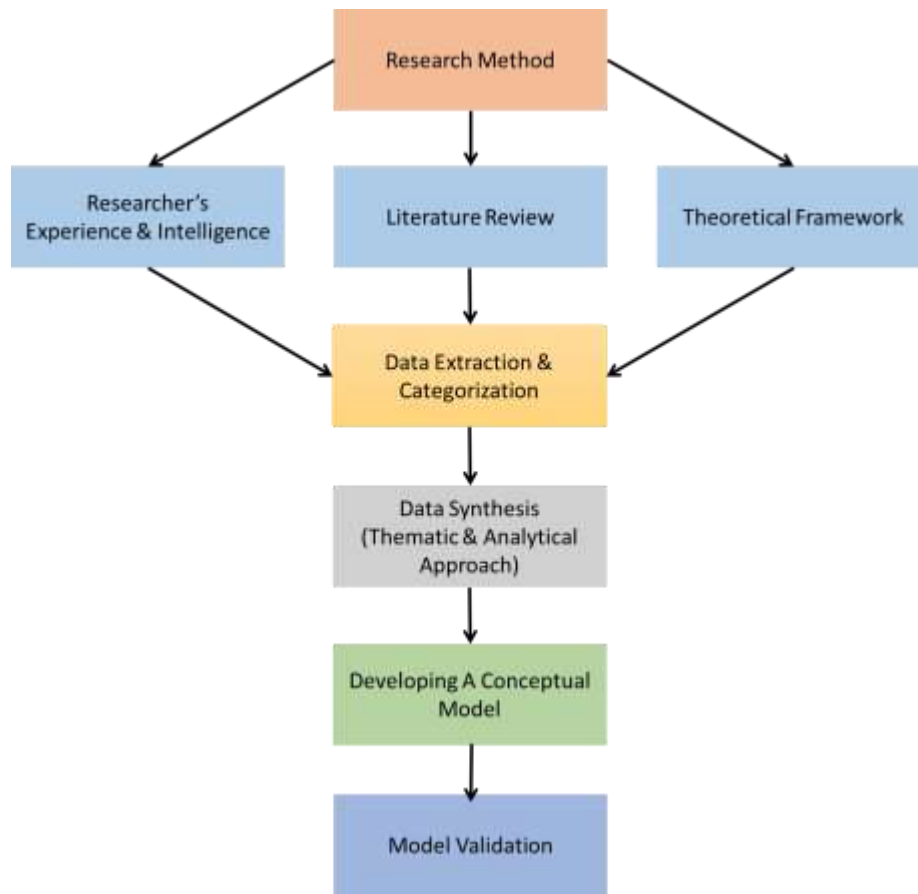 Research Method
Researcher’s
Experience & Intelligence
Literature Review
Theoretical Framework
Data Extraction &
Categorization
Data Synthesis
(Thematic & Analytical
Approach)
Developing A Conceptual
Model
Model Validation